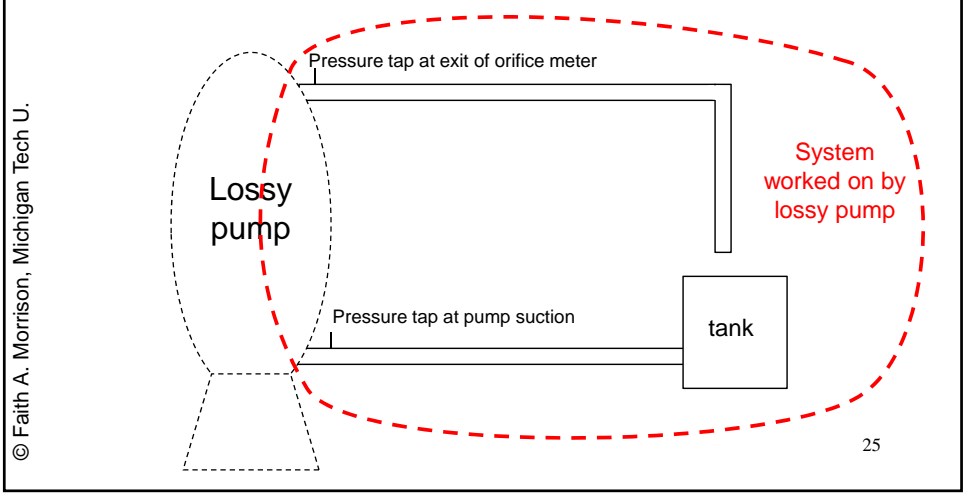 © Faith A. Morrison, Michigan Tech U.
Pressure tap at exit of orifice meter
Lossy
pump
System
worked on by
lossy pump
Pressure tap at pump suction
tank
25